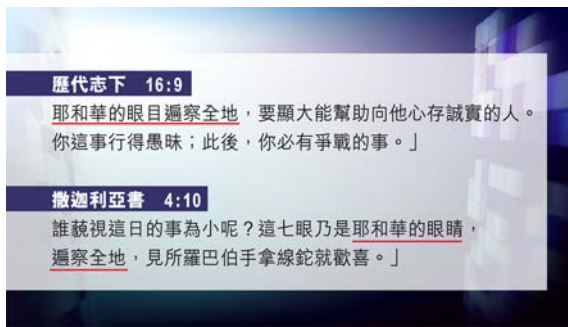 歷代志下 16:9
耶和華的眼目遍察全地，要顯大能幫助向他心存誠實的人。
你這事行得愚昧；此後，你必有爭戰的事。」
撒迦利亞書 4:10
誰藐視這日的事為小呢？這七眼乃是耶和華的眼睛，
遍察全地，見所羅巴伯手拿線鉈就歡喜。」